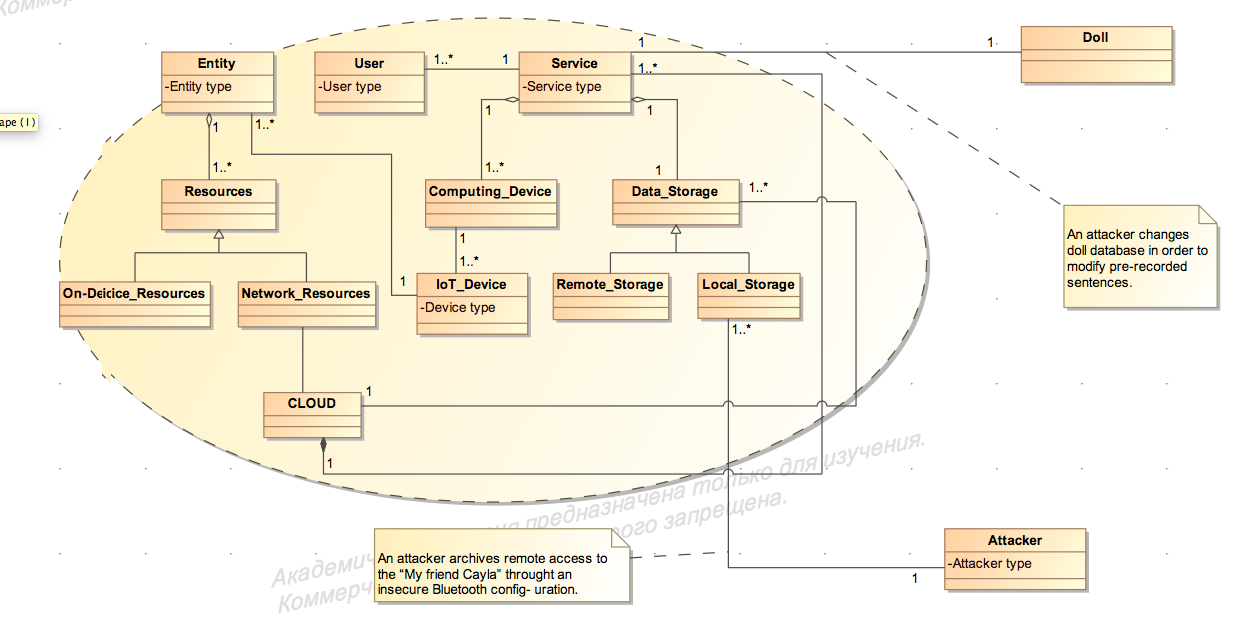 Коммер
Doll
Entity
-Entity type
User
-User type
1..*
1
Service
-Service type
1
1..*
1
ape (I)
1
1..*
1
1
1..*
1..*
1
Resources
Computing_Device
Data_Storage
1..*
An attacker changes
doll database in order to
modify pre-recorded
sentences.
1
1..*
1
On-Deicice_Resources
Network_Resources
IoT_Device
-Device type
Remote_Storage
Local_Storage
1..*
CLOUD
1
1
предназначена только для изучения.
запрещена.
Академич
Коммерч
An attacker archives remote access to
the “My friend Cayla” throught an
insecure Bluetooth config- uration.
Attacker
-Attacker type
1